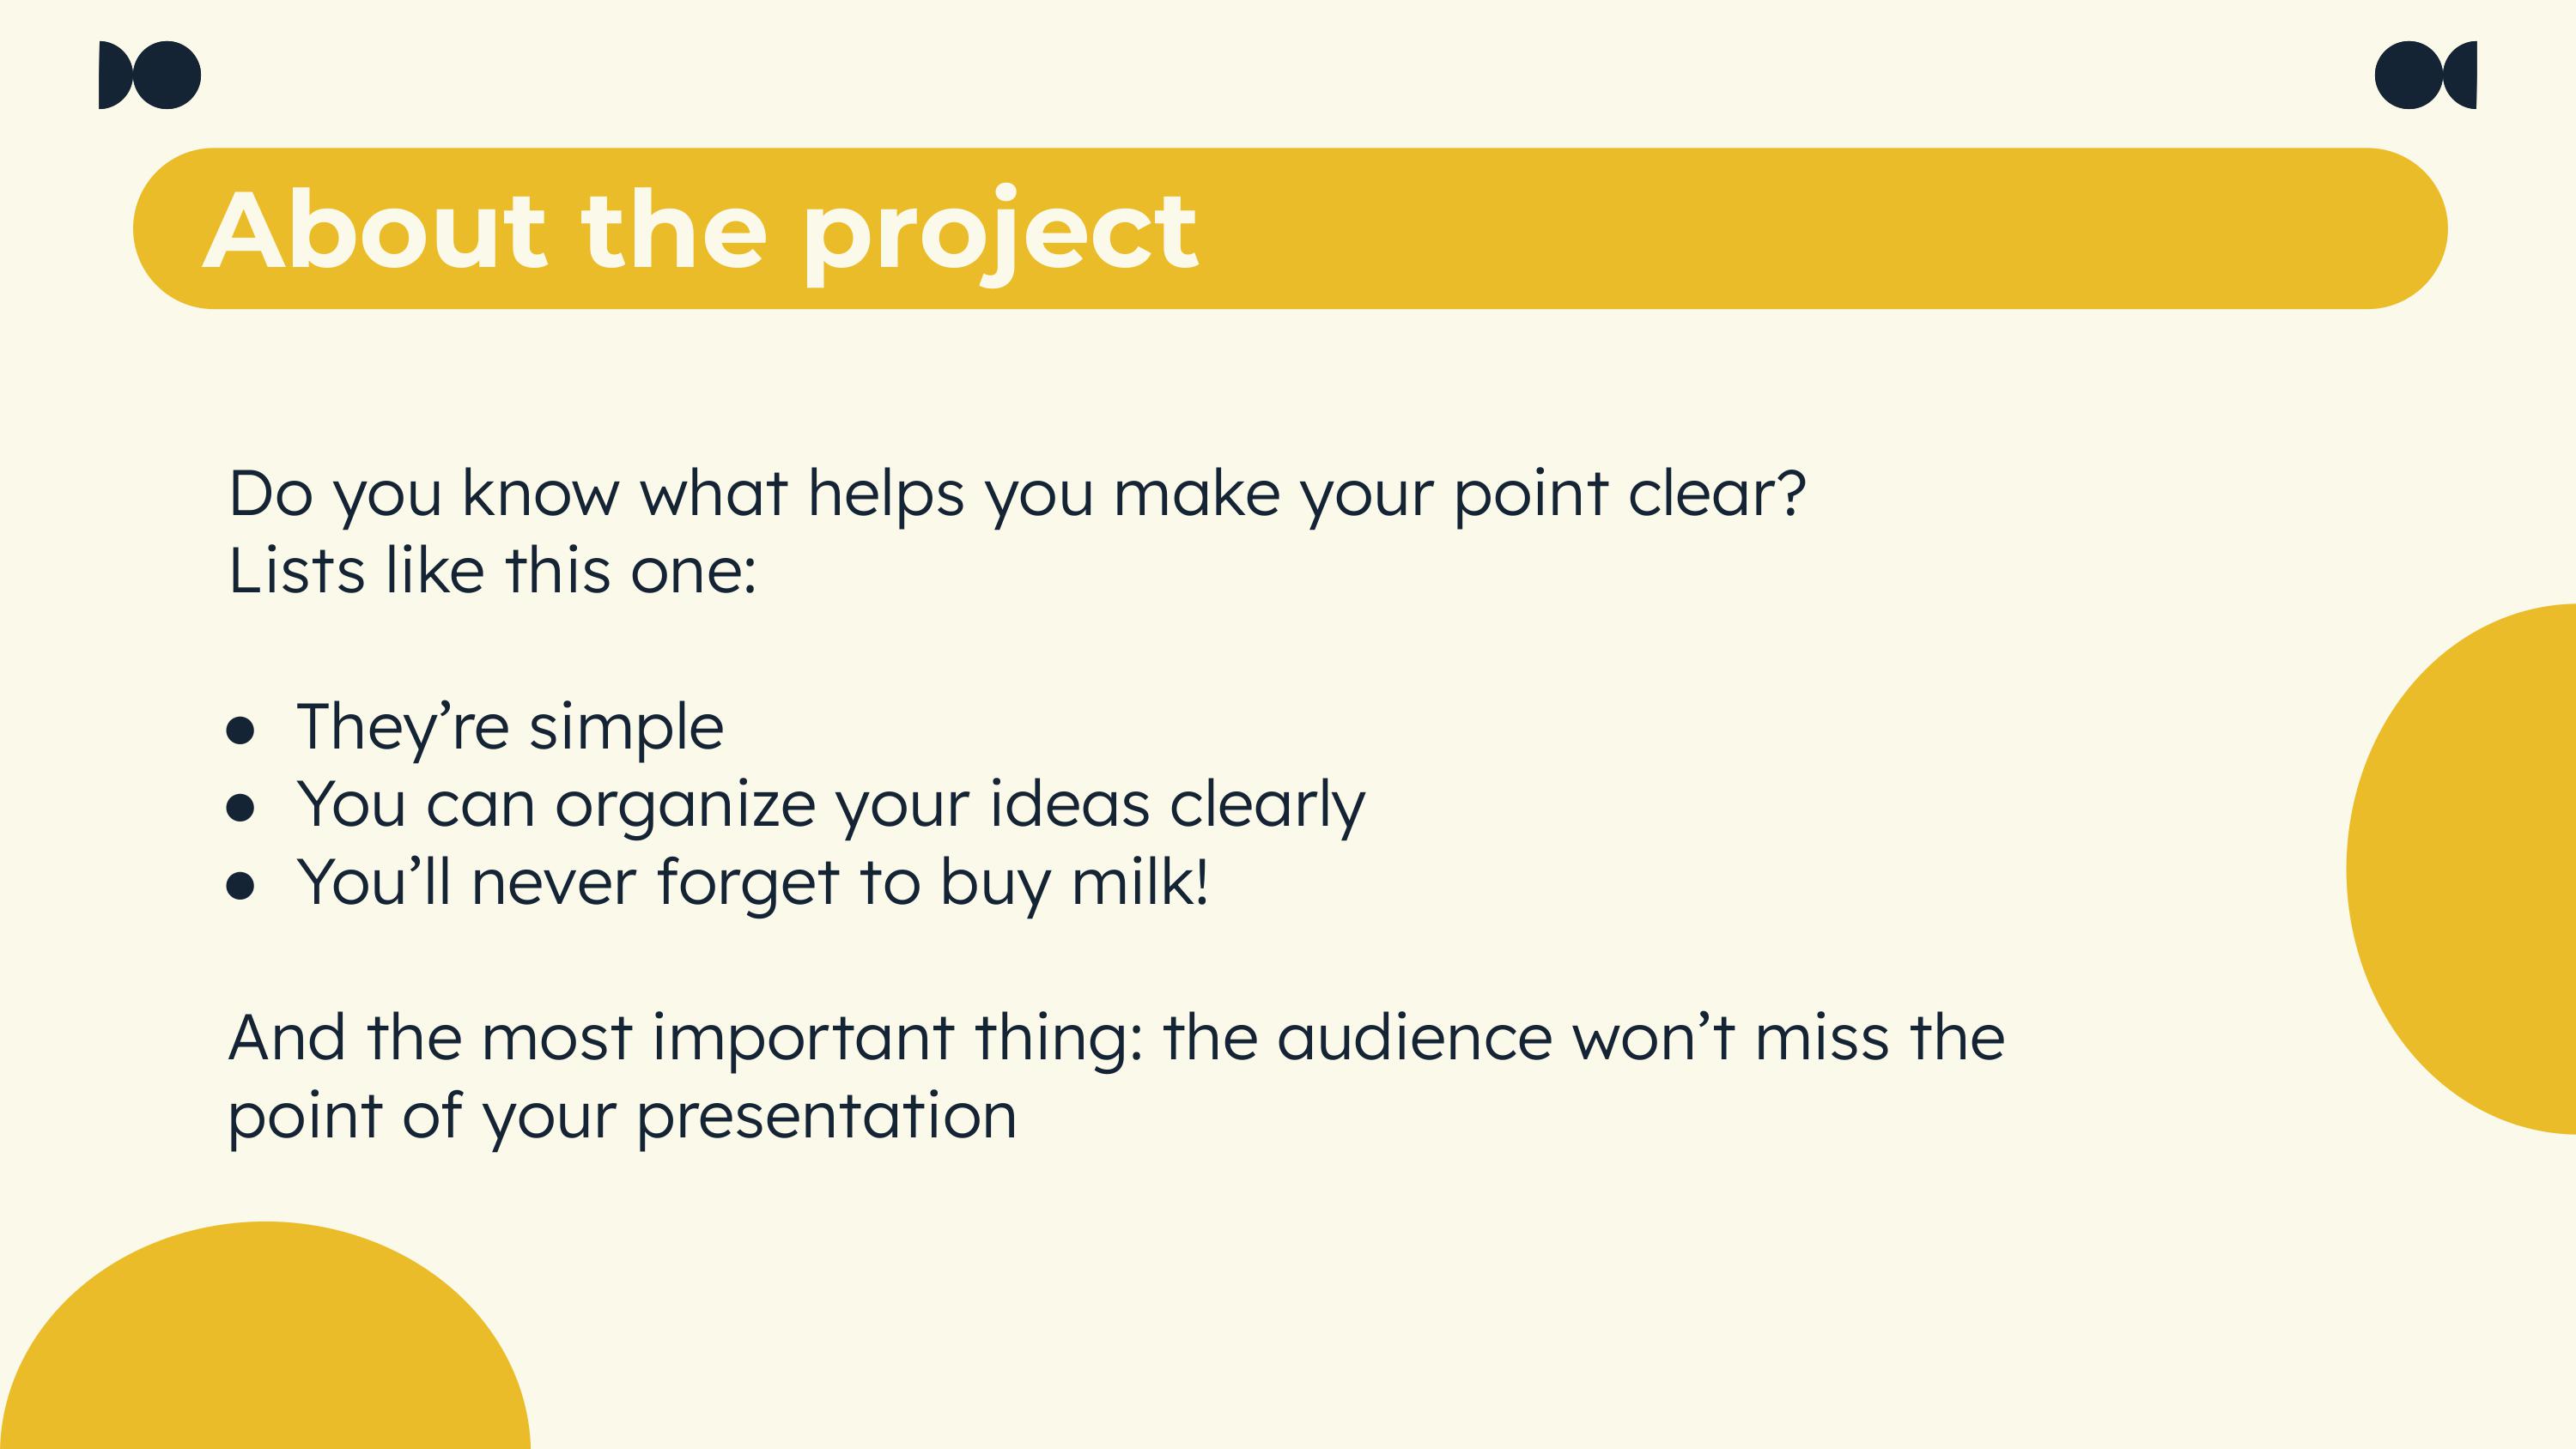 About the project
Do you know what helps you make your point clear?
Lists like this one:
● They’re simple
● You can organize your ideas clearly
● You’ll never forget to buy milk!
And the most important thing: the audience won’t miss the
point of your presentation